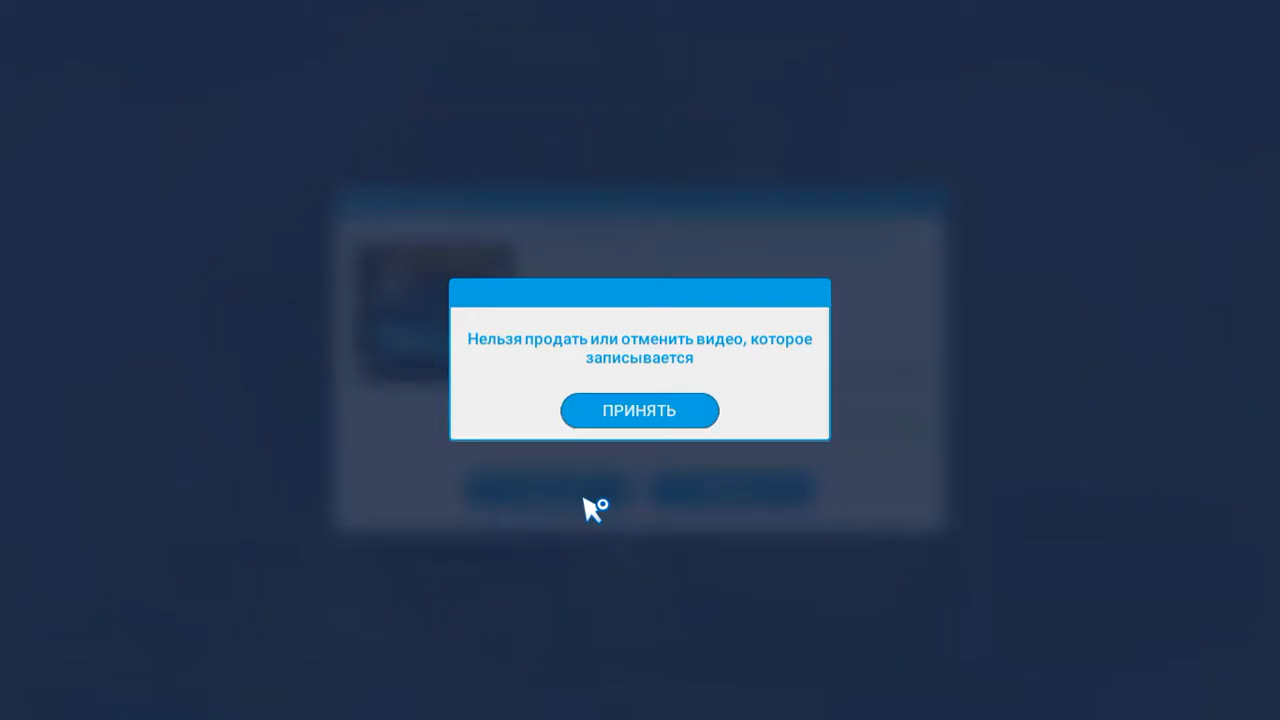 Нельзя продать или отменить видео, которое
записывается
ПРИНЯТЬ